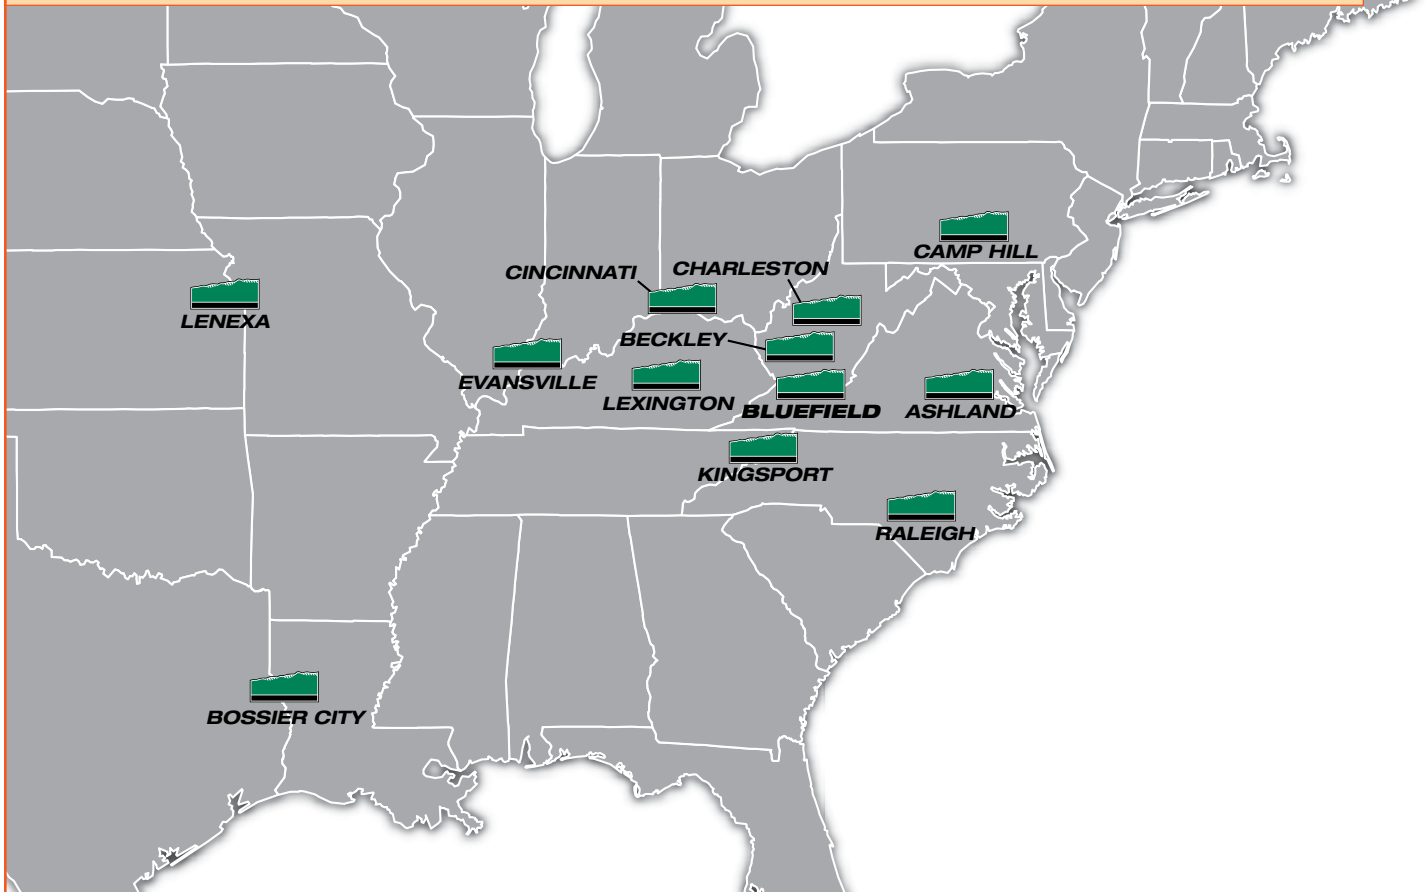 CAMP HILL
CINCINNATI
CHARLESTON
LENEXA
BECKLEY
EVANSVILLE
LEXINGTON
BLUEFIELD
ASHLAND
KINGSPORT
RALEIGH
BOSSIER CITY